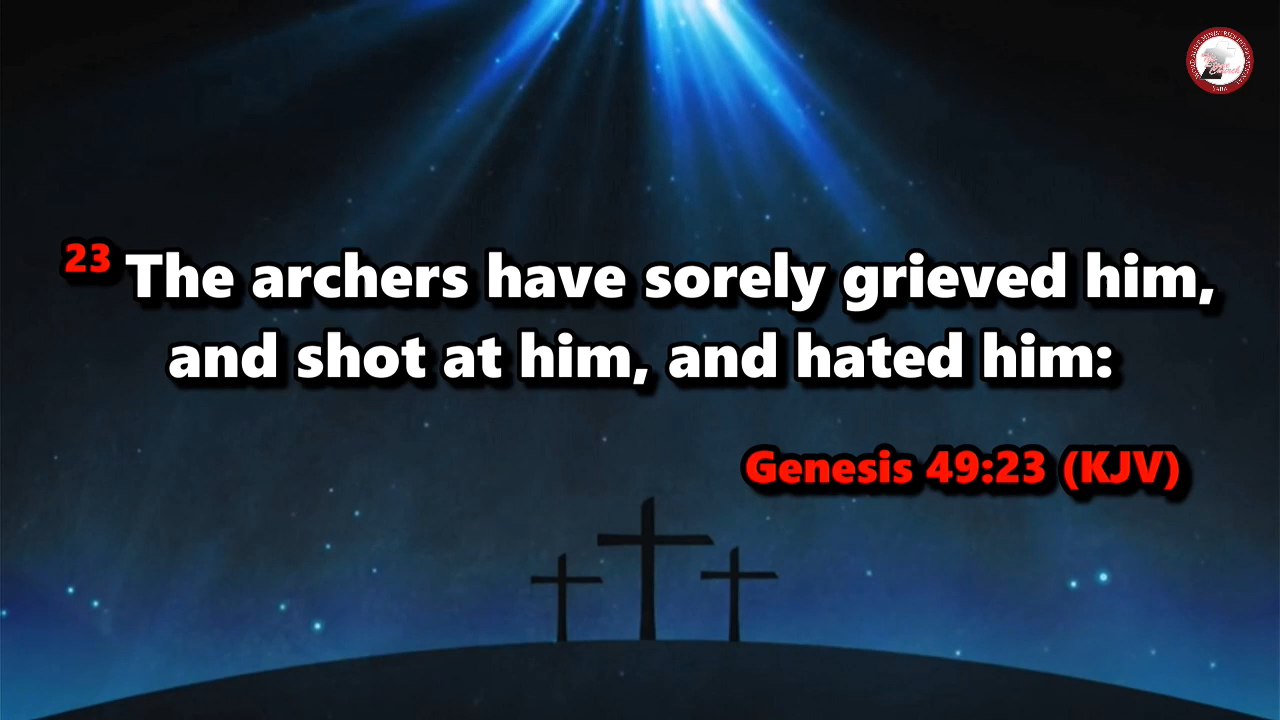 23 The archers have sorely grieved him,
and shot at him, and hated him:
Genesis 49:23 (KJV)